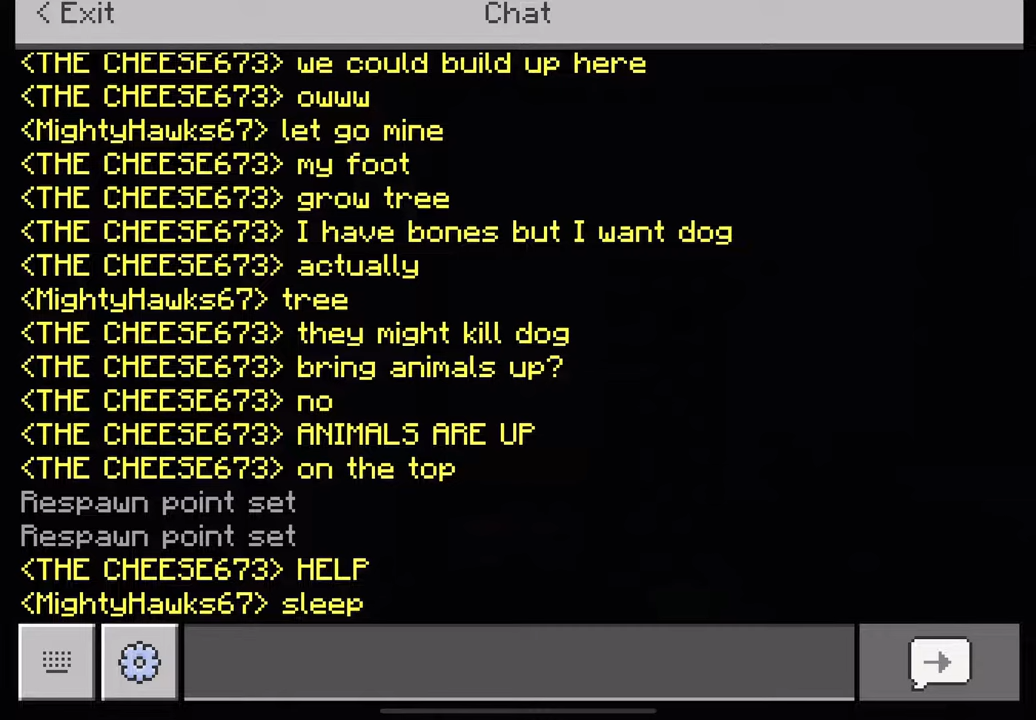 < Exit
Chat
<THE CHEESE673> we could build up here
<THE CHEESE673> owww
<MightyHawks67> let go mine
<THE CHEESE673> my foot
<THE CHEESE673> grow tree
<THE CHEESE673> I have bones but I want dog
<THE CHEESE673> actually
<MightyHawks67> tree
<THE CHEESE673> they might kill dog
<THE CHEESE673> bring animals up?
<THE CHEESE673> no
<THE CHEESE673> ANIMALS ARE UP
<THE CHEESE673> on the top
Respawn point set
Respawn point set
<THE CHEESE673> HELP
<MightyHawks67> sleep